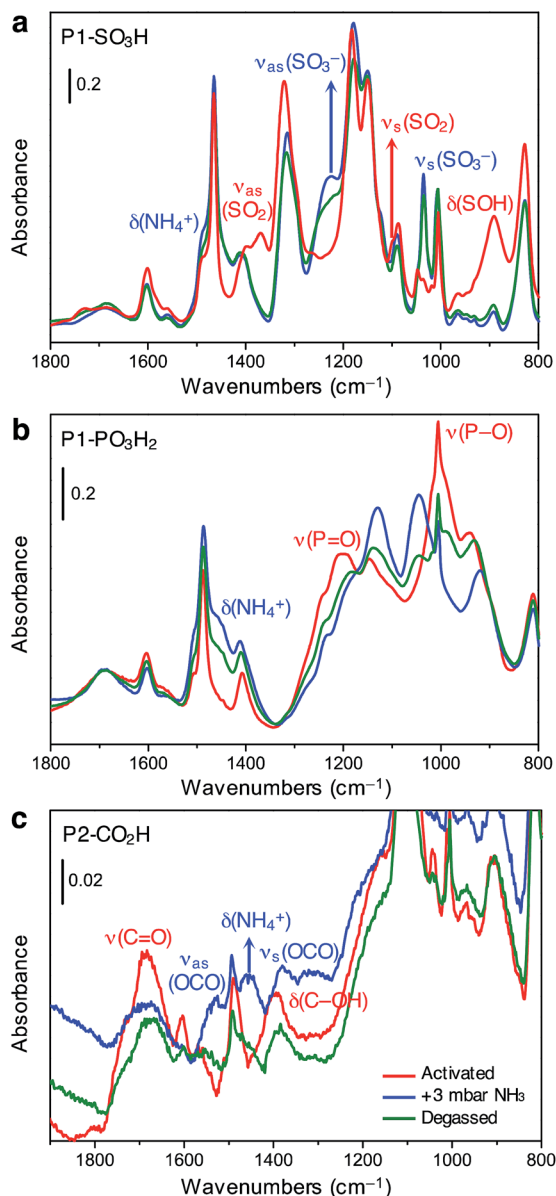 a
P1-SO₃H
0.2
δ(NH₄⁺)
νas
(SO₂)
νas(SO₃⁻)
νs(SO₂)
νs(SO₃⁻)
δ(SOH)
Absorbance
1800 1600 1400 1200 1000 800
Wavenumbers (cm⁻¹)
b
P1-PO₃H₂
0.2
ν(P–O)
ν(P=O)
δ(NH₄⁺)
Absorbance
1800 1600 1400 1200 1000 800
Wavenumbers (cm⁻¹)
c
P2-CO₂H
0.02
δ(NH₄⁺)
ν(C=O)
νas
(OCO)
νs(OCO)
δ(C–OH)
Activated
+3 mbar NH₃
Degassed
Absorbance
1800 1600 1400 1200 1000 800
Wavenumbers (cm⁻¹)